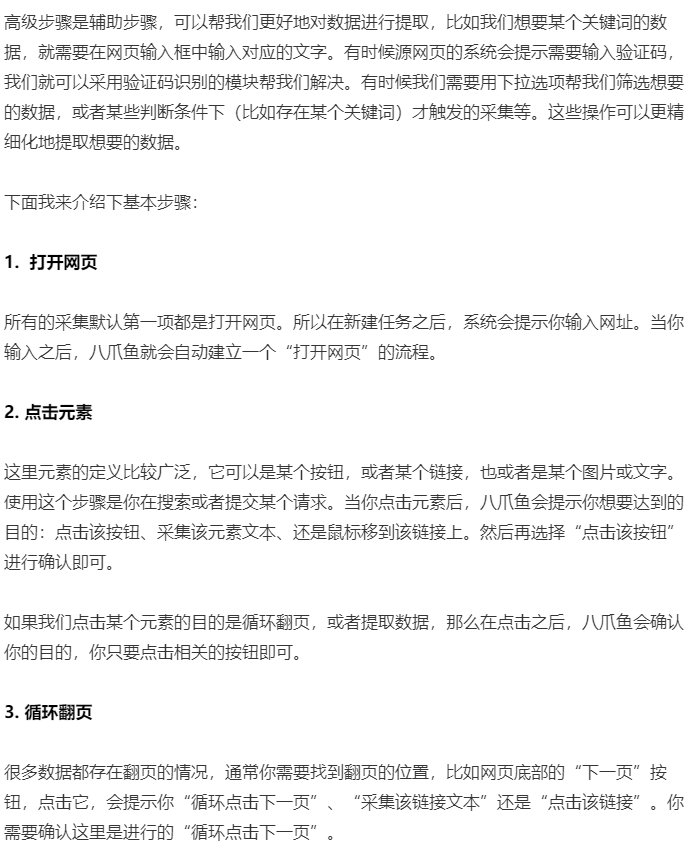 高级步骤是辅助步骤，可以帮我们更好地对数据进行提取，比如我们想要某个关键词的数
据，就需要在网页输入框中输入对应的文字。有时候源网页的系统会提示需要输入验证码，
我们就可以采用验证码识别的模块帮我们解决。有时候我们需要用下拉选项帮我们筛选想要
的数据，或者某些判断条件下（比如存在某个关键词）才触发的采集等。这些操作可以更精
细化地提取想要的数据。
下面我来介绍下基本步骤：
1. 打开网页
所有的采集默认第一项都是打开网页。所以在新建任务之后，系统会提示你输入网址。当你
输入之后，八爪鱼就会自动建立一个“打开网页”的流程。
2. 点击元素
这里元素的定义比较广泛，它可以是某个按钮，或者某个链接，也或者是某个图片或文字。
使用这个步骤是你在搜索或者提交某个请求。当你点击元素后，八爪鱼会提示你想要达到的
目的：点击该按钮、采集该元素文本、还是鼠标移到该链接上。然后再选择“点击该按钮”
进行确认即可。
如果我们点击某个元素的目的是循环翻页，或者提取数据，那么在点击之后，八爪鱼会确认
你的目的，你只要点击相关的按钮即可。
3. 循环翻页
很多数据都存在翻页的情况，通常你需要找到翻页的位置，比如网页底部的“下一页”按
钮，点击它，会提示你“循环点击下一页”、“采集该链接文本”还是“点击该链接”。你
需要确认这里是进行的“循环点击下一页”。